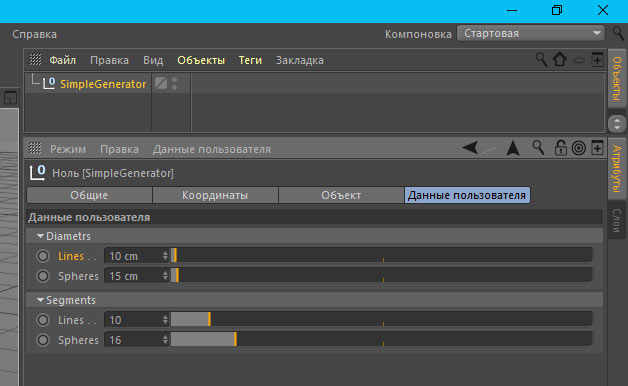 Справка
Компоновка Стартовая
Файл Правка Вид Объекты Теги Закладка
0 SimpleGenerator
Объекты
Режим Правка Данные пользователя
0 Ноль [SimpleGenerator]
Атрибуты
Общие Координаты Объект Данные пользователя
Слои
Данные пользователя
Diametrs
Lines . . 10 cm
Spheres 15 cm
Segments
Lines . . 10
Spheres 16